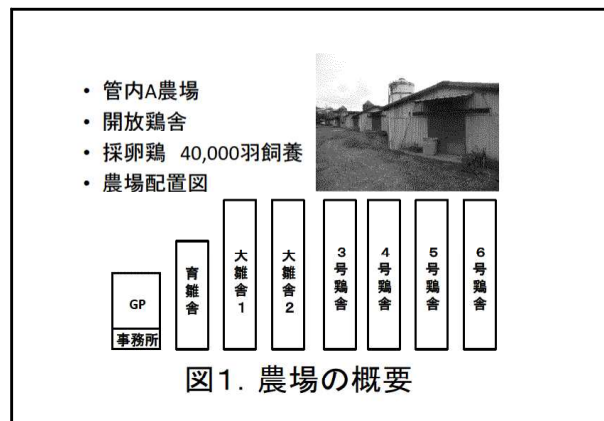 • 管内A農場
• 開放鶏舎
• 採卵鶏 40,000羽飼養
• 農場配置図
GP
事務所
育雛舎
大雛舎1
大雛舎2
3号鶏舎
4号鶏舎
5号鶏舎
6号鶏舎
図1. 農場の概要